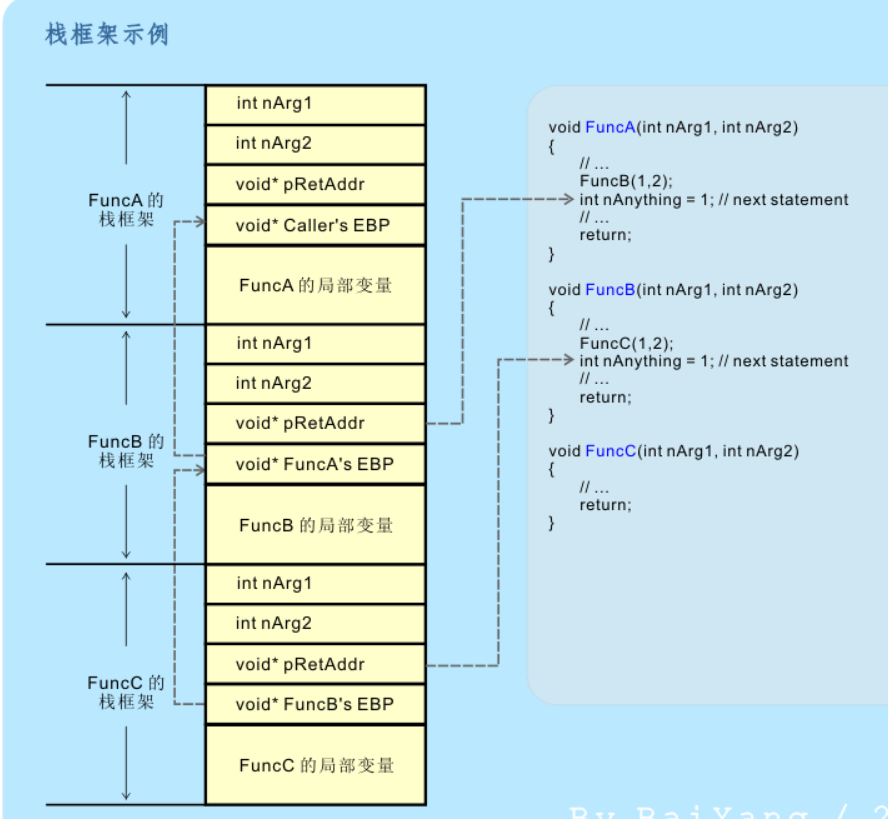 栈框架示例
int nArg1
int nArg2
void* pRetAddr
void* Caller's EBP
FuncA 的局部变量
FuncA 的
栈框架
int nArg1
int nArg2
void* pRetAddr
void* FuncA's EBP
FuncB 的局部变量
FuncB 的
栈框架
int nArg1
int nArg2
void* pRetAddr
void* FuncB's EBP
FuncC 的局部变量
FuncC 的
栈框架
void FuncA(int nArg1, int nArg2)
{
// ...
FuncB(1,2);
int nAnything = 1; // next statement
// ...
return;
}
void FuncB(int nArg1, int nArg2)
{
// ...
FuncC(1,2);
int nAnything = 1; // next statement
// ...
return;
}
void FuncC(int nArg1, int nArg2)
{
// ...
return;
}
By BaiXang / 2